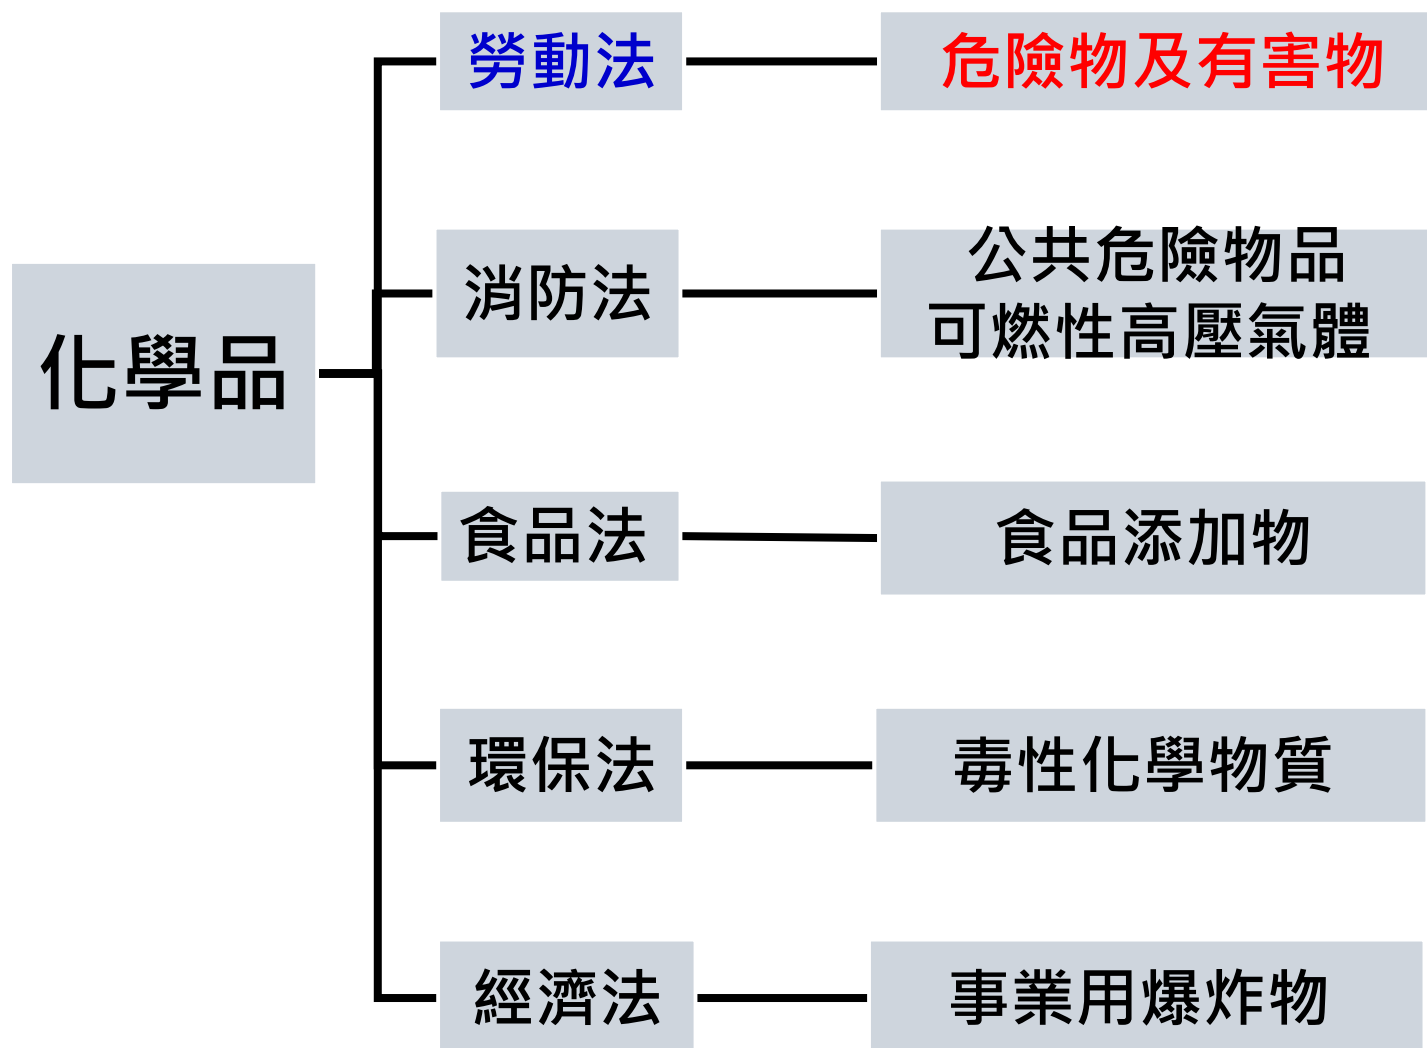 化學品
勞動法
危險物及有害物
消防法
公共危險物品
可燃性高壓氣體
食品法
食品添加物
環保法
毒性化學物質
經濟法
事業用爆炸物